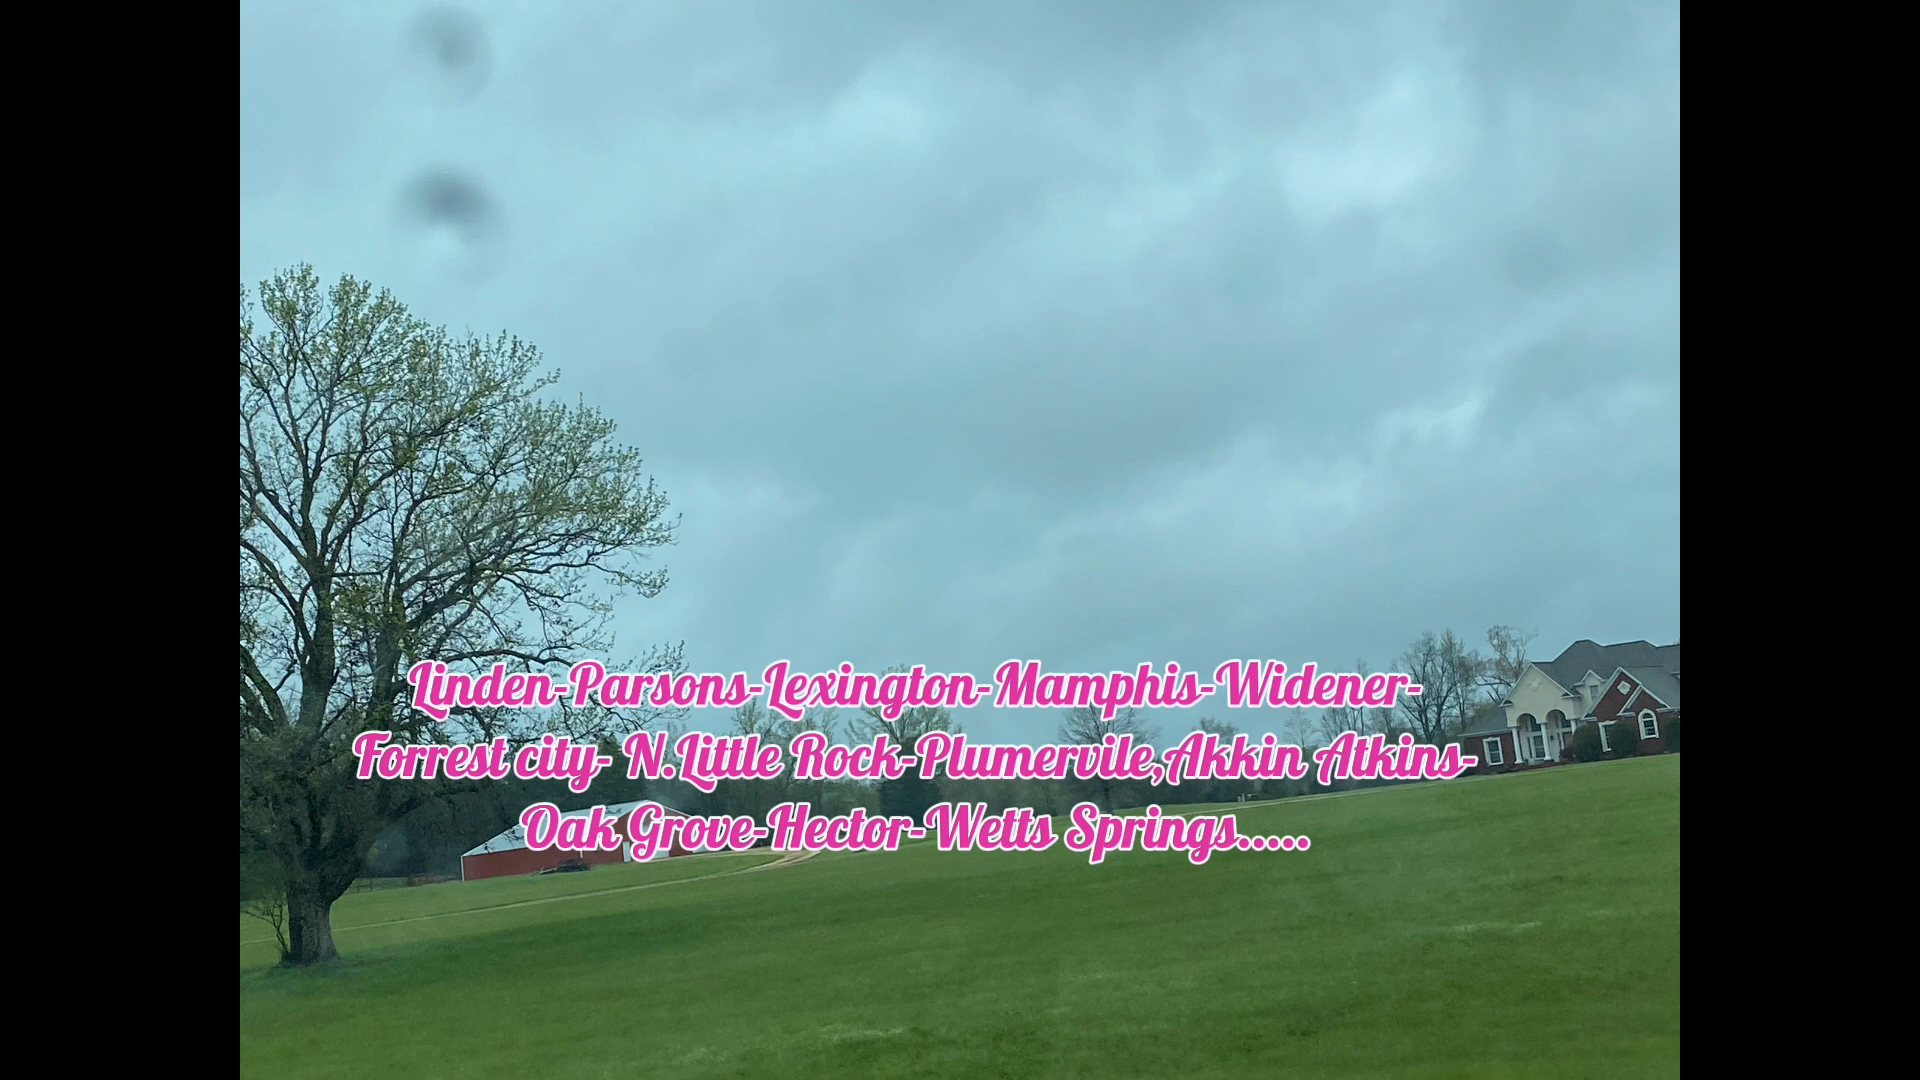 Linden-Parsons-Lexington-Mamphis-Widener-
Forrest city- N.Little Rock-Plumervile,Akkin Atkins-
Oak Grove-Hector-Wetts Springs.....